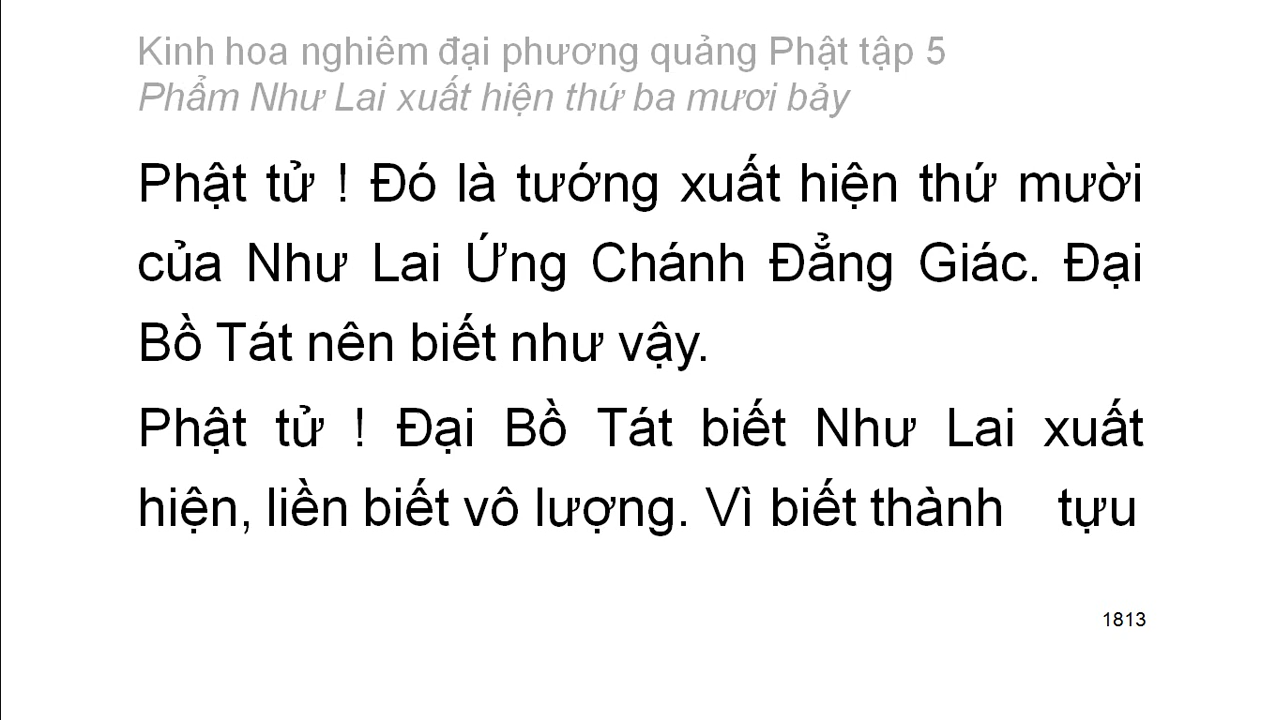 Kinh hoa nghiêm đại phương quảng Phật tập 5
Phẩm Như Lai xuất hiện thứ ba mươi bảy
Phật tử ! Đó là tướng xuất hiện thứ mười
của Như Lai Ứng Chánh Đẳng Giác. Đại
Bồ Tát nên biết như vậy.
Phật tử ! Đại Bồ Tát biết Như Lai xuất
hiện, liền biết vô lượng. Vì biết thành tựu
1813